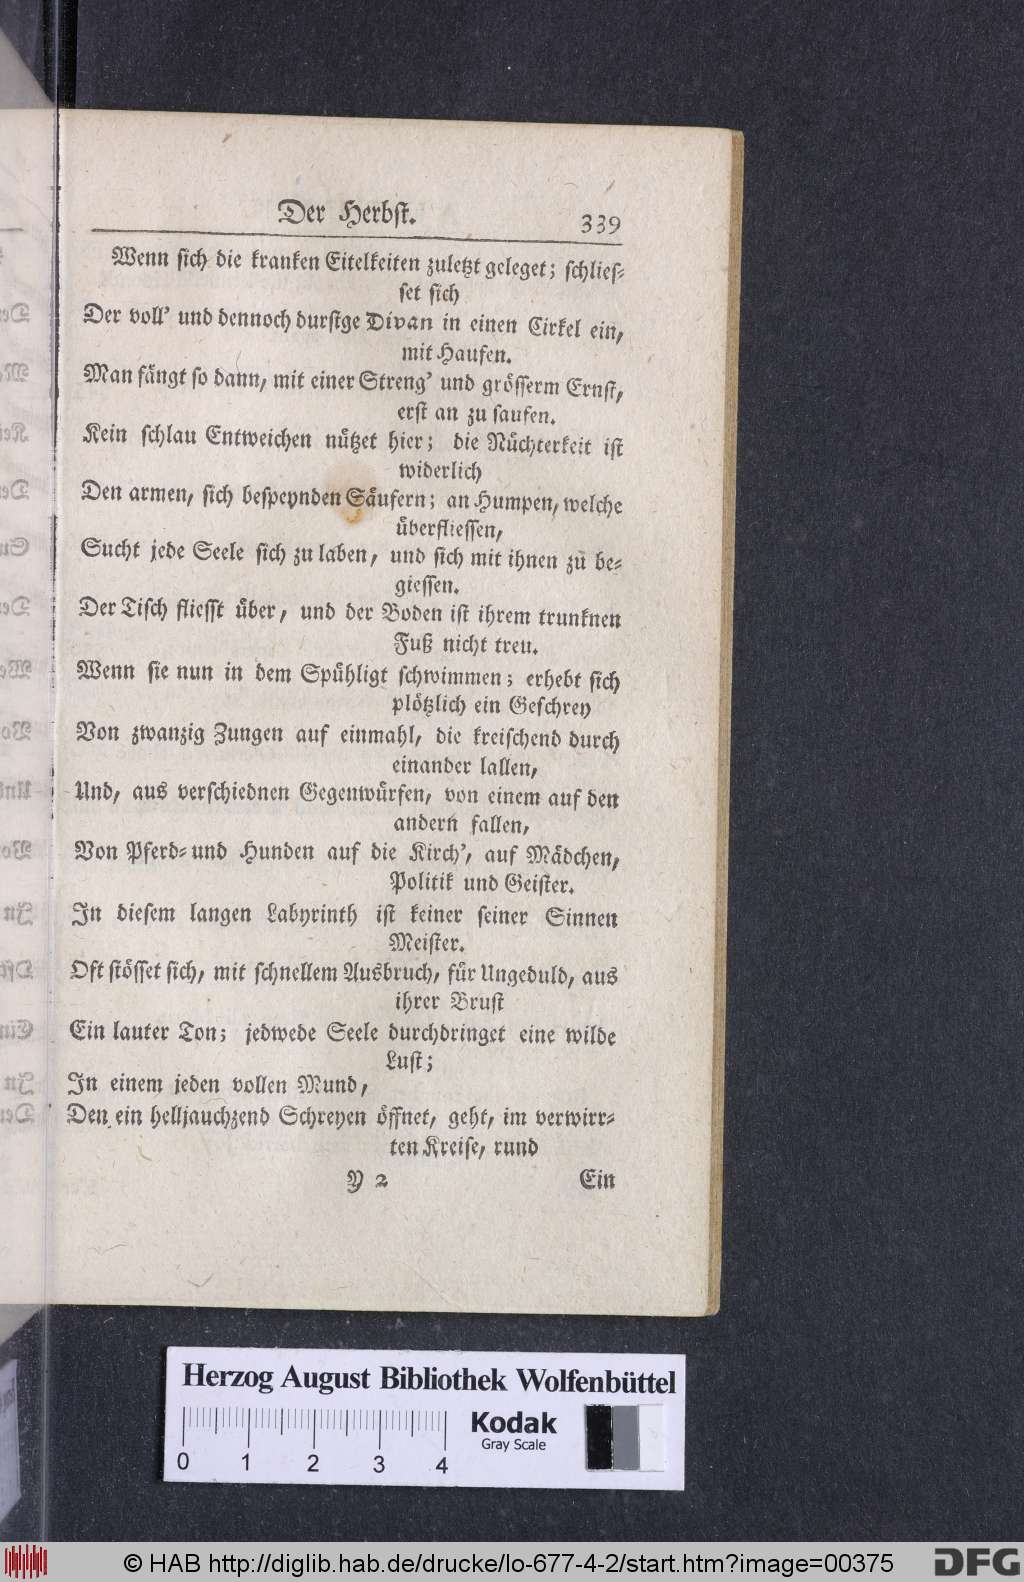 Der Herbſt. 339
Wenn ſich die kranken Eitelkeiten zuletzt geleget; ſchlieſ-
ſet ſich
Der voll' und dennoch durſtge Divan in einen Cirkel ein,
mit Haufen.
Man fängt ſo dann, mit einer Streng' und gröſſerm Ernſt,
erſt an zu ſaufen.
Kein ſchlau Entweichen nützet hier; die Nüchterkeit iſt
widerlich
Den armen, ſich beſpeynden Säufern; an Humpen, welche
überflieſſen,
Sucht jede Seele ſich zu laben, und ſich mit ihnen zu be-
gieſſen.
Der Tiſch flieſſt über, und der Boden iſt ihrem trunknen
Fuß nicht treu.
Wenn ſie nun in dem Spühligt ſchwimmen; erhebt ſich
plötzlich ein Geſchrey
Von zwanzig Zungen auf einmahl, die kreiſchend durch
einander lallen,
Und, aus verſchiednen Gegenwürfen, von einem auf den
andern fallen,
Von Pferd- und Hunden auf die Kirch', auf Mädchen,
Politik und Geiſter.
In dieſem langen Labyrinth iſt keiner ſeiner Sinnen
Meiſter.
Oft ſtöſſet ſich, mit ſchnellem Ausbruch, für Ungeduld, aus
ihrer Bruſt
Ein lauter Ton; jedwede Seele durchdringet eine wilde
Luſt;
In einem jeden vollen Mund,
Den ein helljauchzend Schreyen öffnet, geht, im verwirr-
ten Kreiſe, rund
Y 2 Ein
Herzog August Bibliothek Wolfenbüttel
Kodak
Gray Scale
0 1 2 3 4
© HAB http://diglib.hab.de/drucke/lo-677-4-2/start.htm?image=00375
DFG